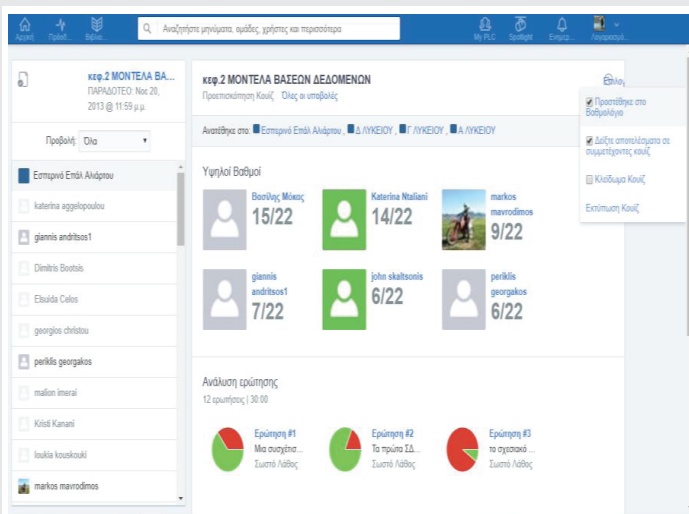 Αρχική
Πρόσθ...
Βιβλιο...
Αναζητήστε μηνύματα, ομάδες, χρήστες και περισσότερα
My PLC
Spotlight
Ενημερ...
Λογαριασμό...
κεφ.2 ΜΟΝΤΕΛΑ ΒΑ...
ΠΑΡΑΔΟΤΕΟ: Νοε 20,
2013 @ 11:59 μ.μ.
Προβολή: Όλα
Εσπερινό Επάλ Αλιάρτου
katerina aggelopoulou
giannis andritsos1
Dimitris Bootsis
Elsuida Celos
georgios christou
periklis georgakos
malion imerai
Kristi Kanani
loukia kouskouki
markos mavrodimos
κεφ.2 ΜΟΝΤΕΛΑ ΒΑΣΕΩΝ ΔΕΔΟΜΕΝΩΝ
Προεπισκόπηση Κουίζ Όλες οι υποβολές
Ανατέθηκε στο: Εσπερινό Επάλ Αλιάρτου , Δ ΛΥΚΕΙΟΥ , Γ ΛΥΚΕΙΟΥ , Α ΛΥΚΕΙΟΥ
Υψηλοί Βαθμοί
Βασίλης Μόκας
15/22
Katerina Ntaliani
14/22
markos
mavrodimos
9/22
giannis
andritsos1
7/22
john skaltsonis
6/22
periklis
georgakos
6/22
Ανάλυση ερώτησης
12 ερωτήσεις | 30:00
Ερώτηση #1
Μια συσχέτισ...
Σωστό Λάθος
Ερώτηση #2
Τα πρώτα ΣΔ...
Σωστό Λάθος
Ερώτηση #3
το σχεσιακό ...
Σωστό Λάθος
Προστέθηκε στο
Βαθμολόγιο
Δείξτε αποτελέσματα σε
συμμετέχοντες κουίζ
Κλείδωμα Κουίζ
Εκτύπωση Κουίζ